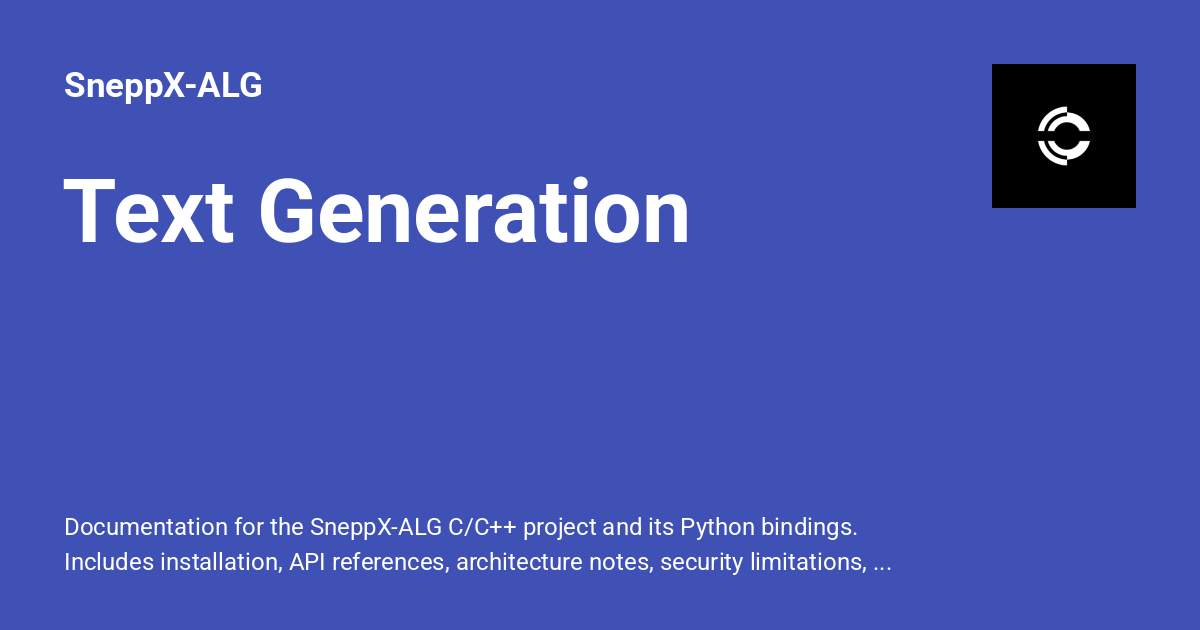 SneppX-ALG
Text Generation
Documentation for the SneppX-ALG C/C++ project and its Python bindings.
Includes installation, API references, architecture notes, security limitations, ...